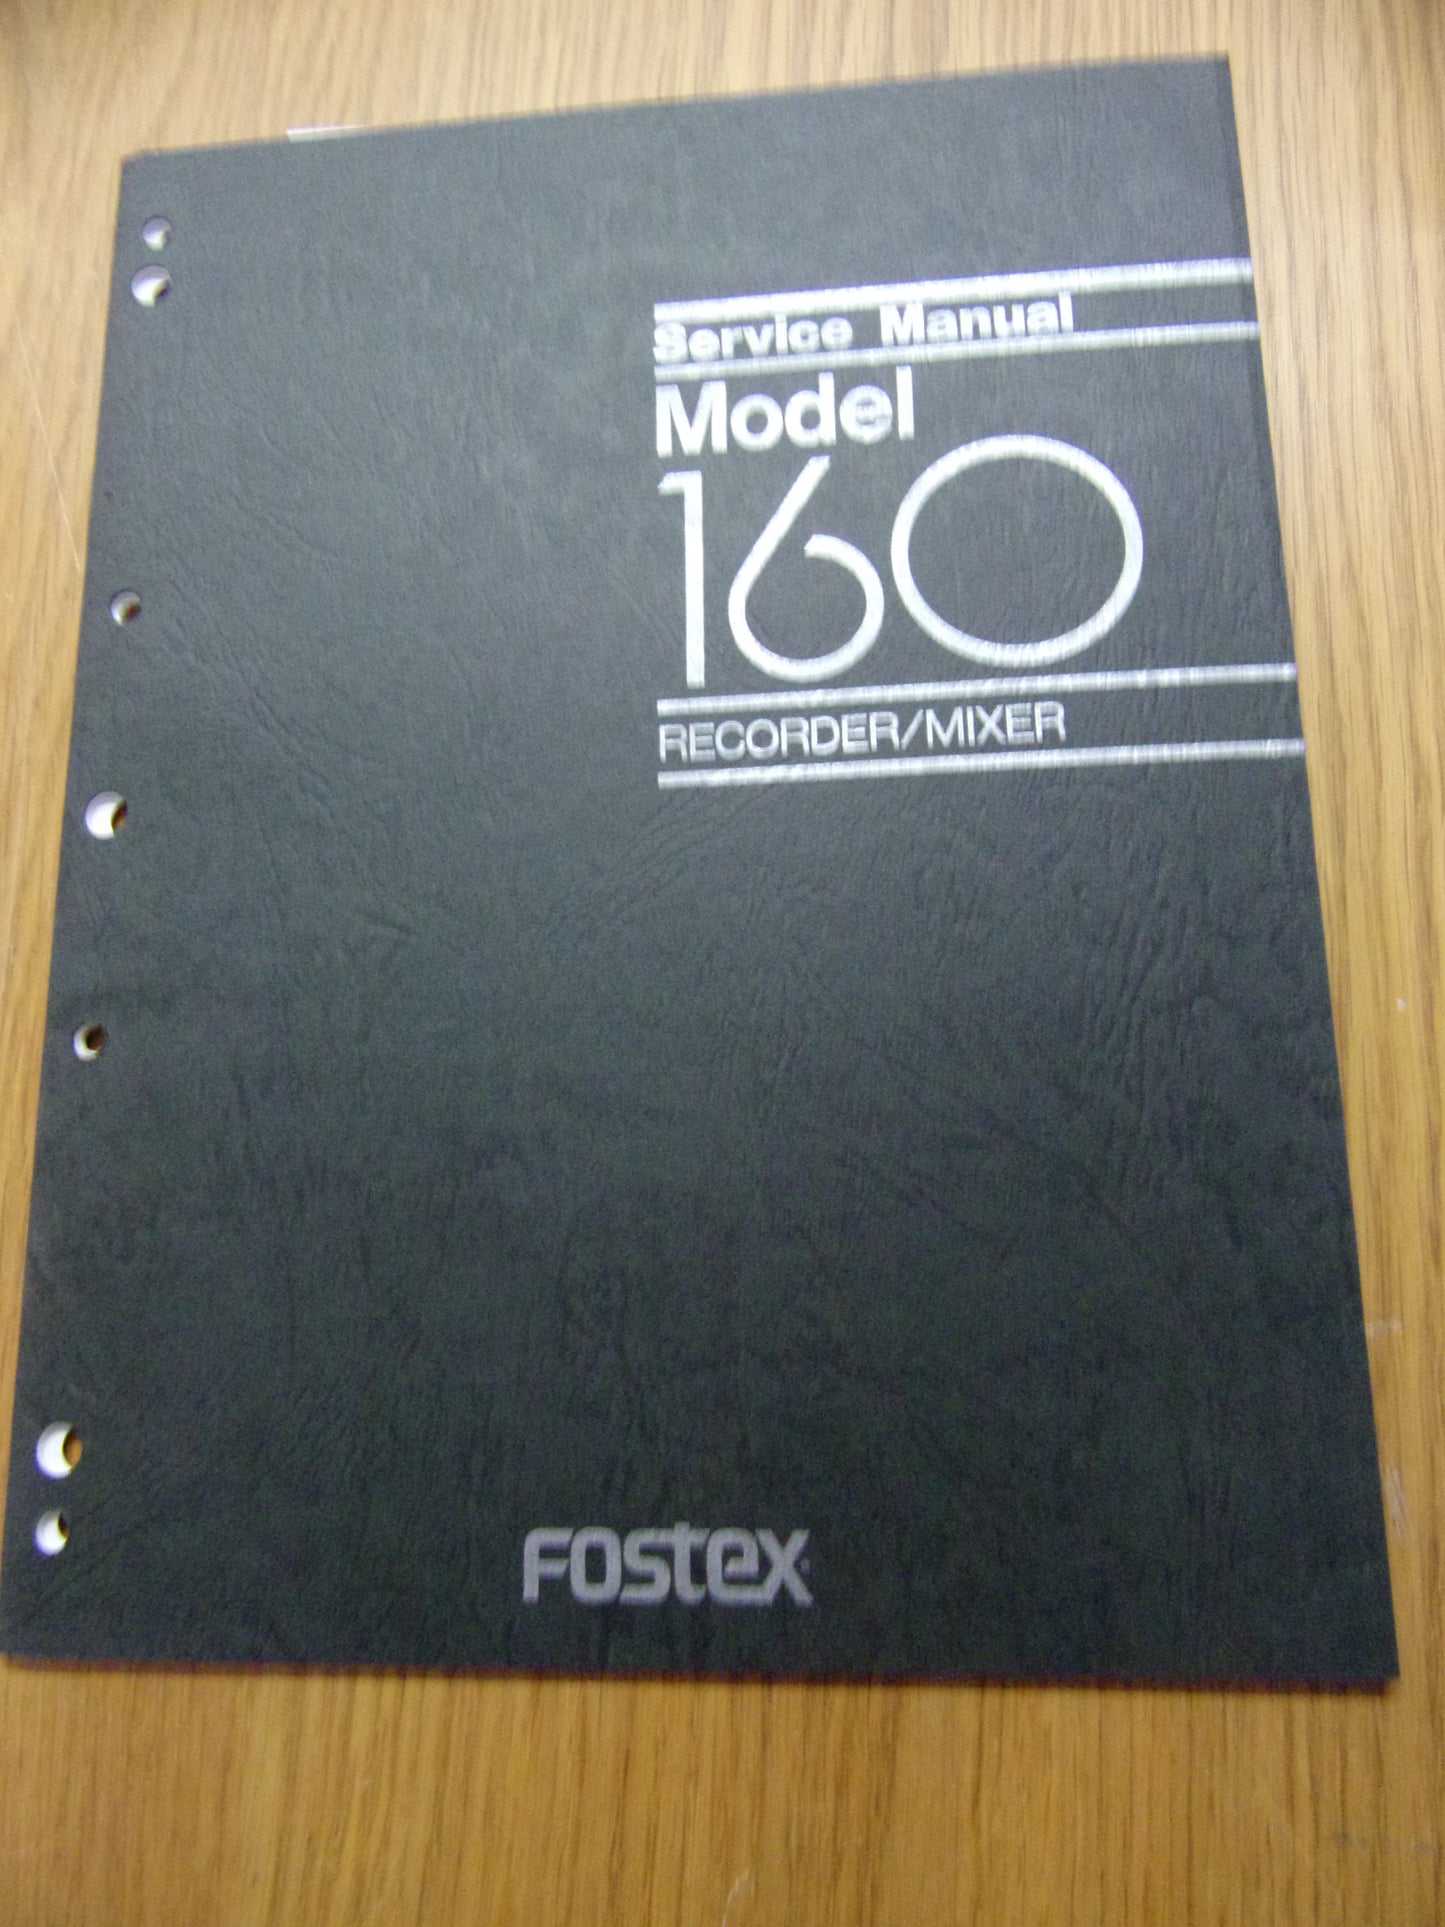 Service Manual
Model
160
RECORDER/MIXER
FOSTEX